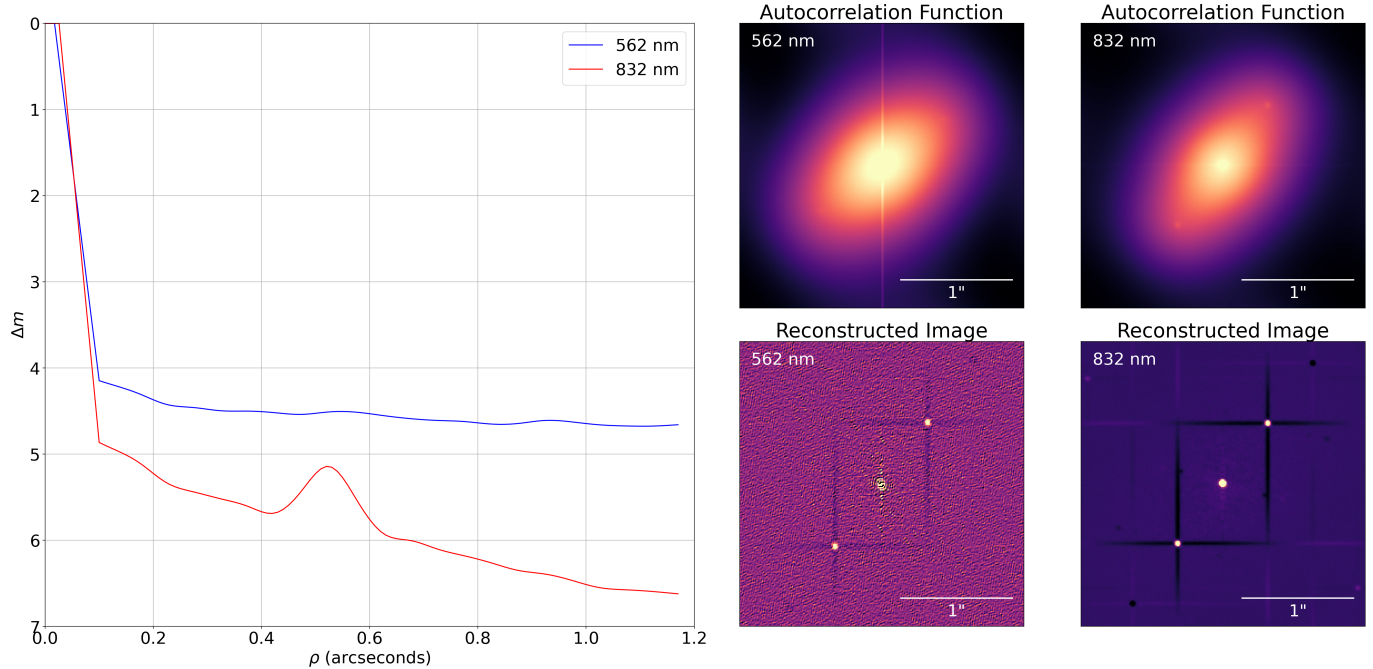 0
1
2
3
4
5
6
7
Δm
0.0
0.2
0.4
0.6
0.8
1.0
1.2
ρ (arcseconds)
562 nm
832 nm
Autocorrelation Function
562 nm
1"
Autocorrelation Function
832 nm
1"
Reconstructed Image
562 nm
1"
Reconstructed Image
832 nm
1"